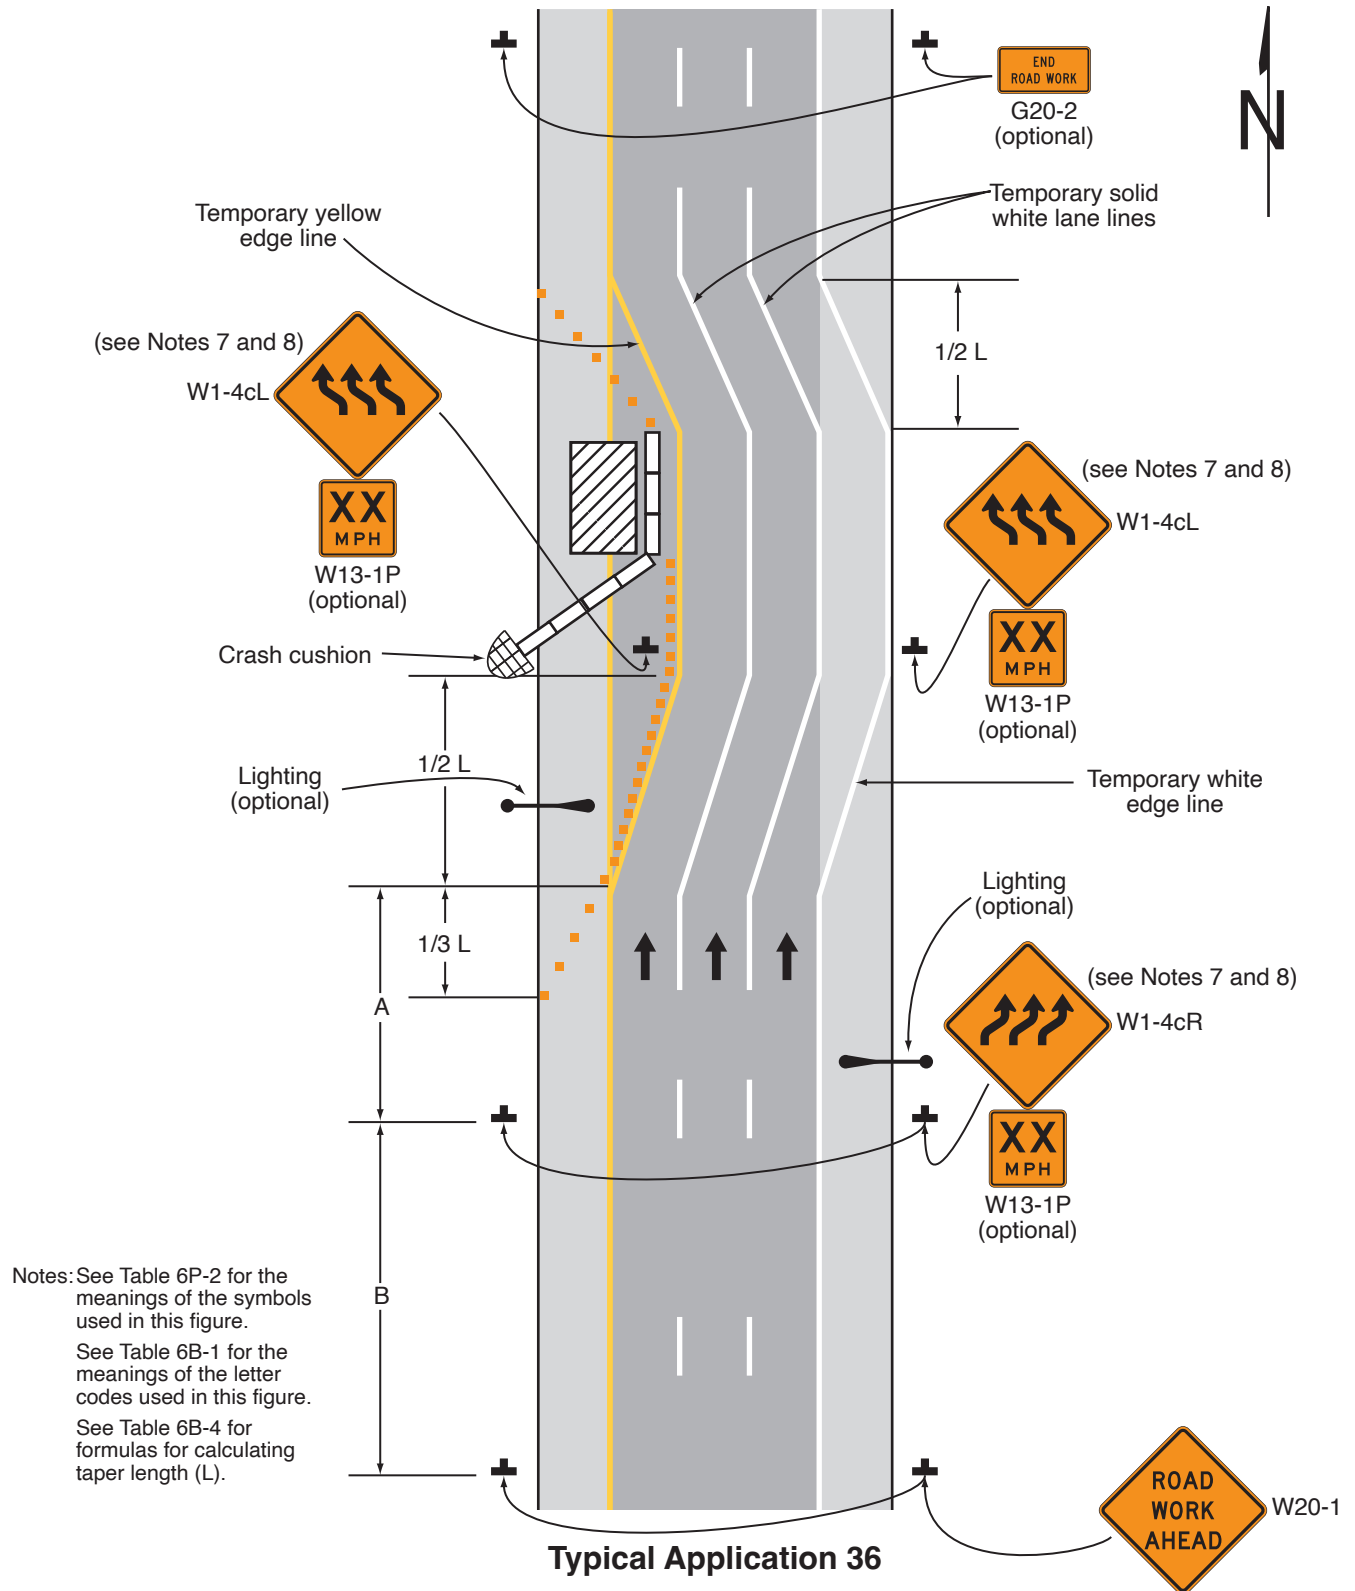 END
ROAD WORK
G20-2
(optional)
N
Temporary solid
white lane lines
Temporary yellow
edge line
(see Notes 7 and 8)
W1-4cL
XX
MPH
W13-1P
(optional)
1/2 L
(see Notes 7 and 8)
W1-4cL
XX
MPH
W13-1P
(optional)
Crash cushion
1/2 L
Lighting
(optional)
Temporary white
edge line
Lighting
(optional)
1/3 L
A
(see Notes 7 and 8)
W1-4cR
XX
MPH
W13-1P
(optional)
B
Notes: See Table 6P-2 for the
meanings of the symbols
used in this figure.
See Table 6B-1 for the
meanings of the letter
codes used in this figure.
See Table 6B-4 for
formulas for calculating
taper length (L).
ROAD
WORK
AHEAD
W20-1
Typical Application 36